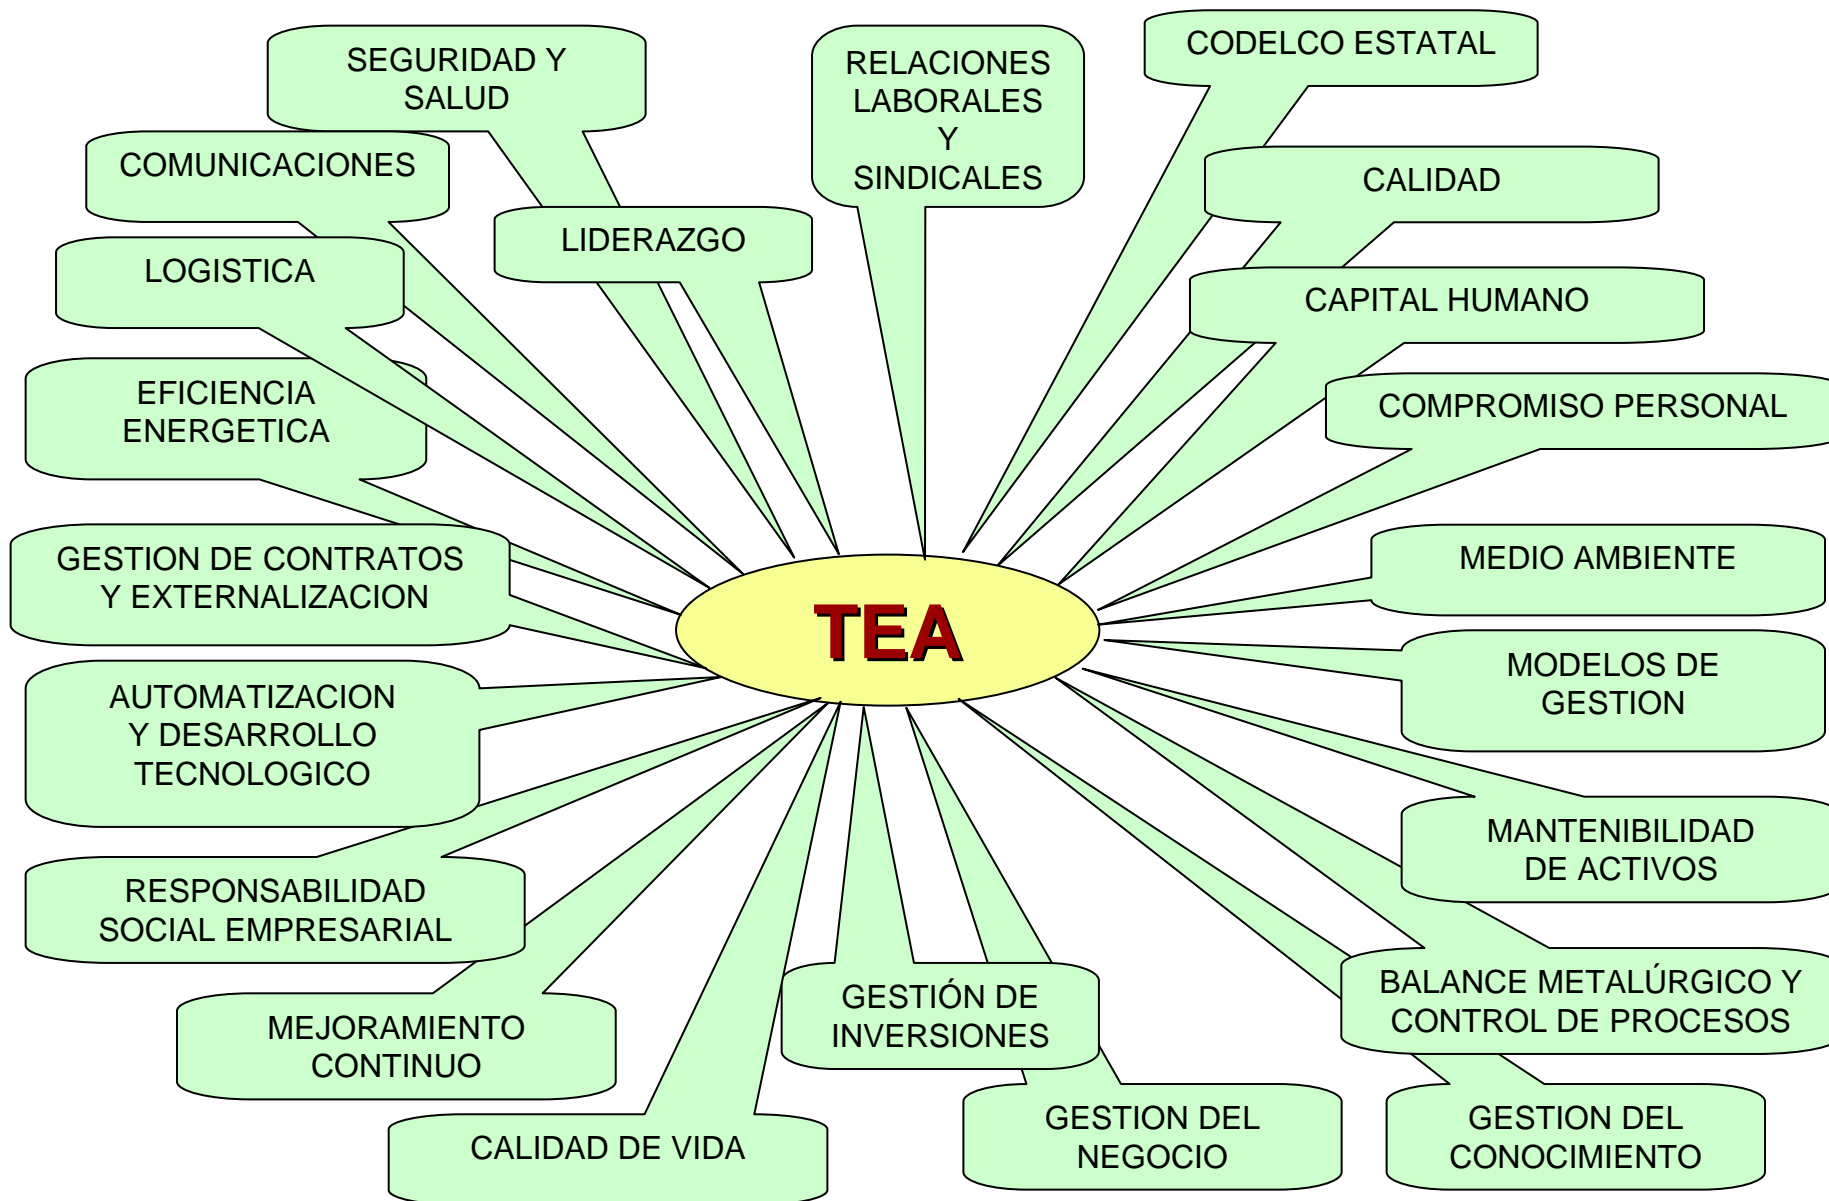 SEGURIDAD Y
SALUD
RELACIONES
LABORALES
Y
SINDICALES
CODELCO ESTATAL
COMUNICACIONES
LIDERAZGO
CALIDAD
LOGISTICA
CAPITAL HUMANO
EFICIENCIA
ENERGETICA
COMPROMISO PERSONAL
GESTION DE CONTRATOS
Y EXTERNALIZACION
TEA
MEDIO AMBIENTE
AUTOMATIZACION
Y DESARROLLO
TECNOLOGICO
MODELOS DE
GESTION
MANTENIBILIDAD
DE ACTIVOS
RESPONSABILIDAD
SOCIAL EMPRESARIAL
GESTIÓN DE
INVERSIONES
BALANCE METALÚRGICO Y
CONTROL DE PROCESOS
MEJORAMIENTO
CONTINUO
CALIDAD DE VIDA
GESTION DEL
NEGOCIO
GESTION DEL
CONOCIMIENTO